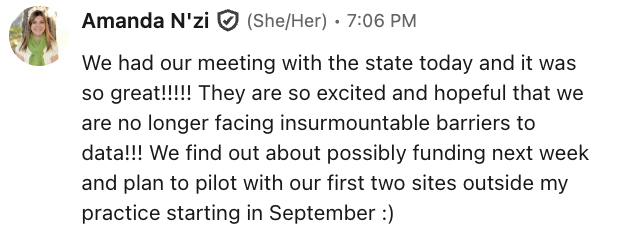 Amanda N'zi (She/Her) • 7:06 PM
We had our meeting with the state today and it was
so great!!!!! They are so excited and hopeful that we
are no longer facing insurmountable barriers to
data!!! We find out about possibly funding next week
and plan to pilot with our first two sites outside my
practice starting in September :)